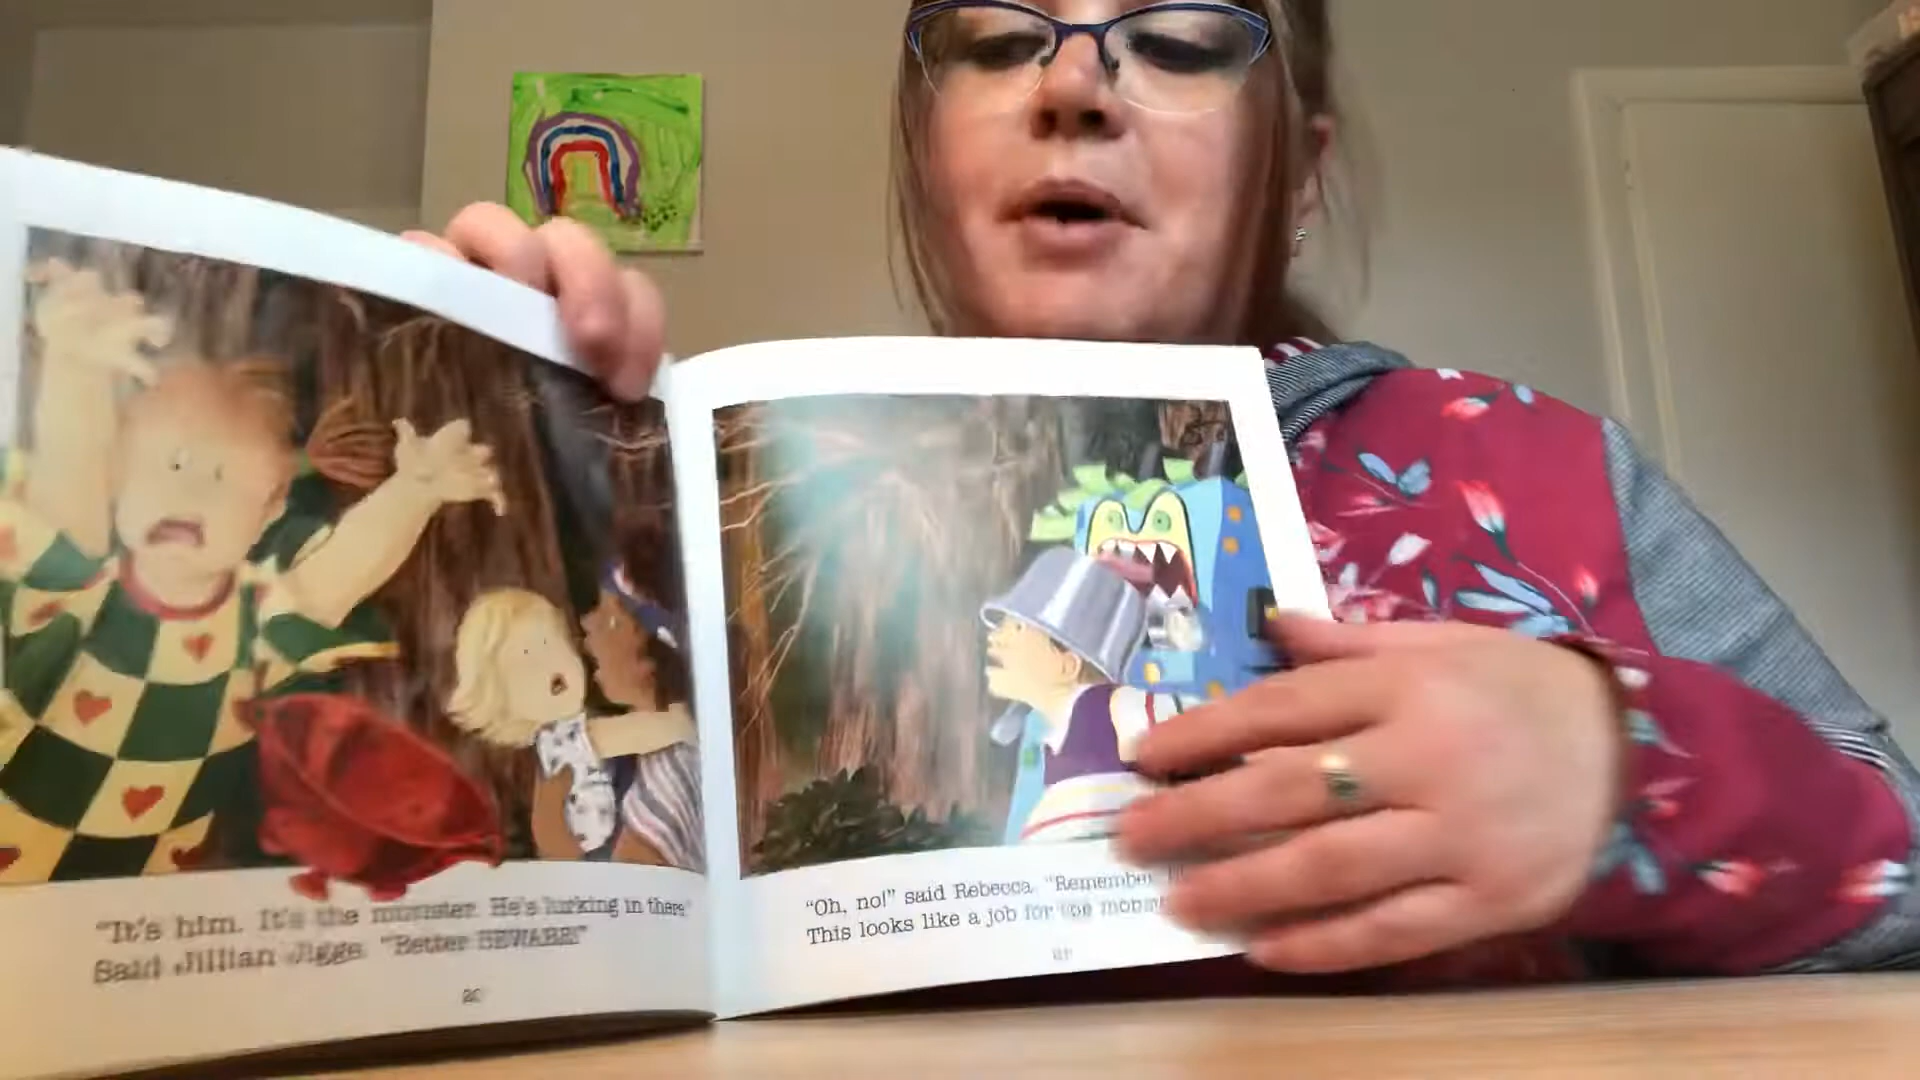 "It's him. It's the monster. He's lurking in there."
Said Jillian Jiggs. "Better BEWARE!"
20
"Oh, no!" said Rebecca. "Remember
This looks like a job for the
21